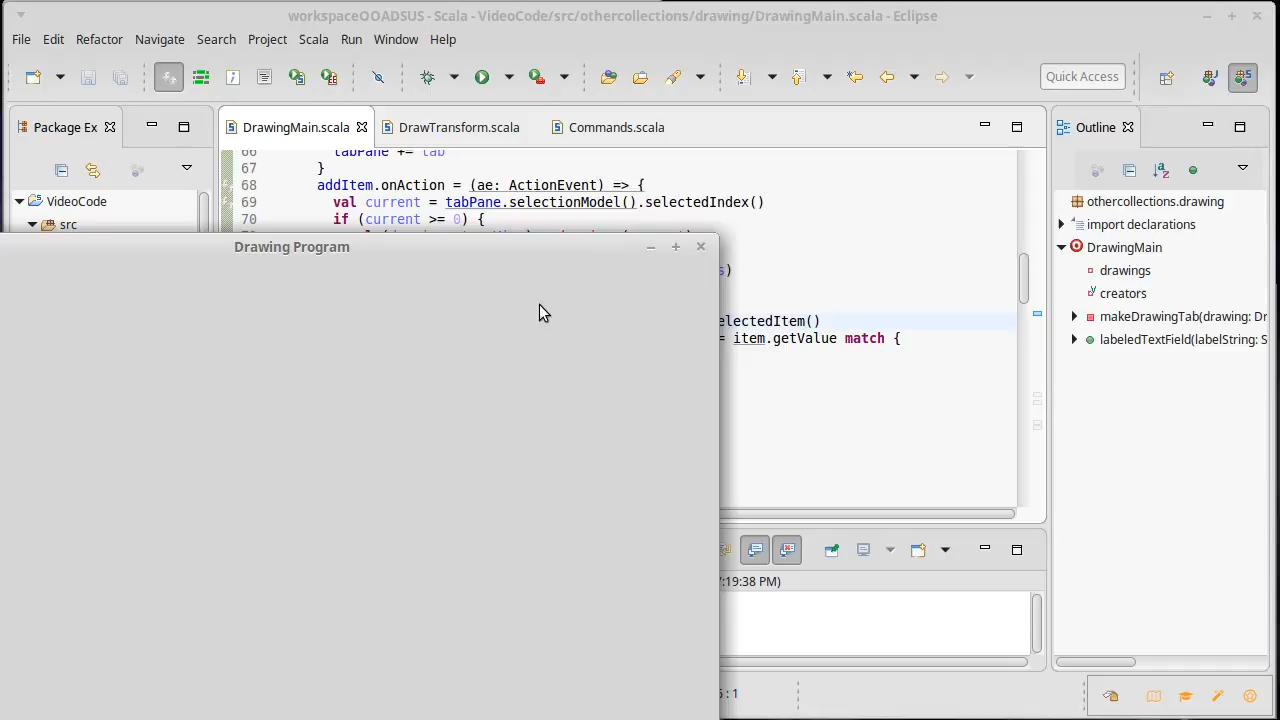 workspaceOOADSUS - Scala - VideoCode/src/othercollections/drawing/DrawingMain.scala - Eclipse
File Edit Refactor Navigate Search Project Scala Run Window Help
Quick Access
Package Ex
DrawingMain.scala
DrawTransform.scala
Commands.scala
Outline
VideoCode
src
66 tabPane += tab
67 }
68 addItem.onAction = (ae: ActionEvent) => {
69 val current = tabPane.selectionModel().selectedIndex()
70 if (current >= 0) {
s)
electedItem()
= item.getValue match {
Drawing Program
othercollections.drawing
import declarations
DrawingMain
drawings
creators
makeDrawingTab(drawing: Dr
labeledTextField(labelString: S
:19:38 PM)
: 1